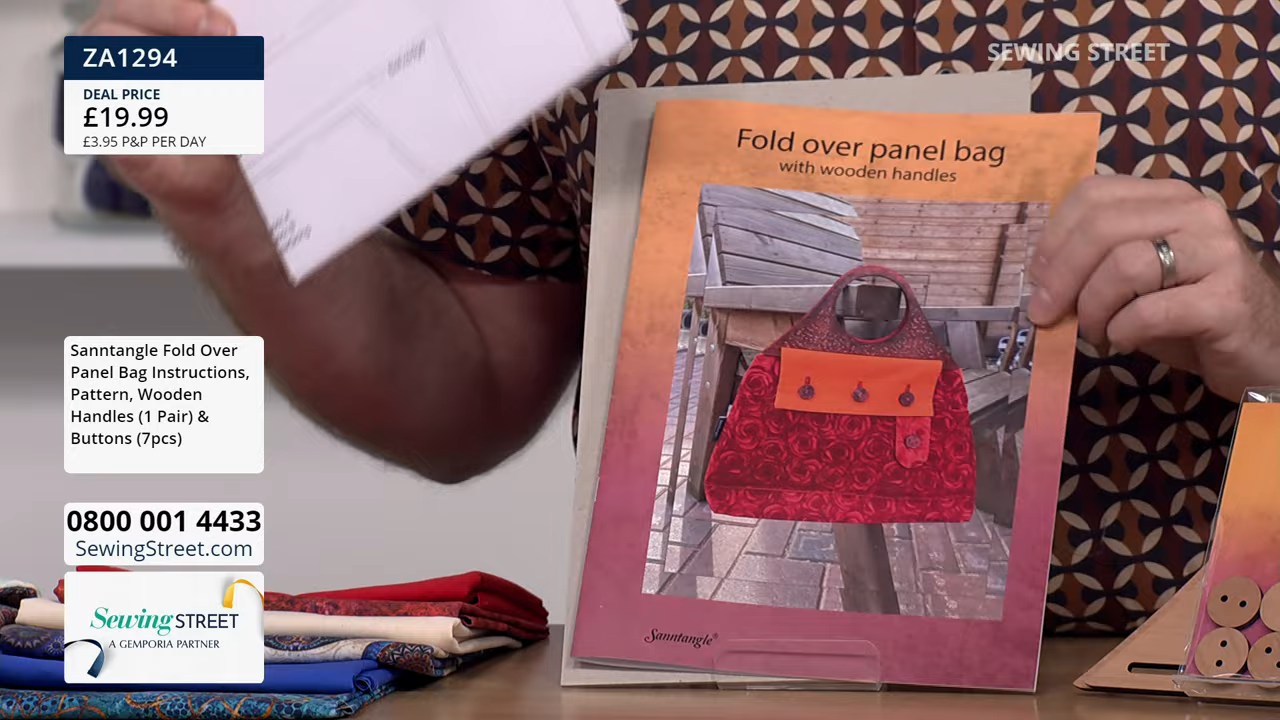 ZA1294
DEAL PRICE
£19.99
£3.95 P&P PER DAY
SEWING STREET
Fold over panel bag
with wooden handles
Sanntangle Fold Over
Panel Bag Instructions,
Pattern, Wooden
Handles (1 Pair) &
Buttons (7pcs)
0800 001 4433
SewingStreet.com
Sewing STREET
A GEMPORIA PARTNER
Sanntangle®